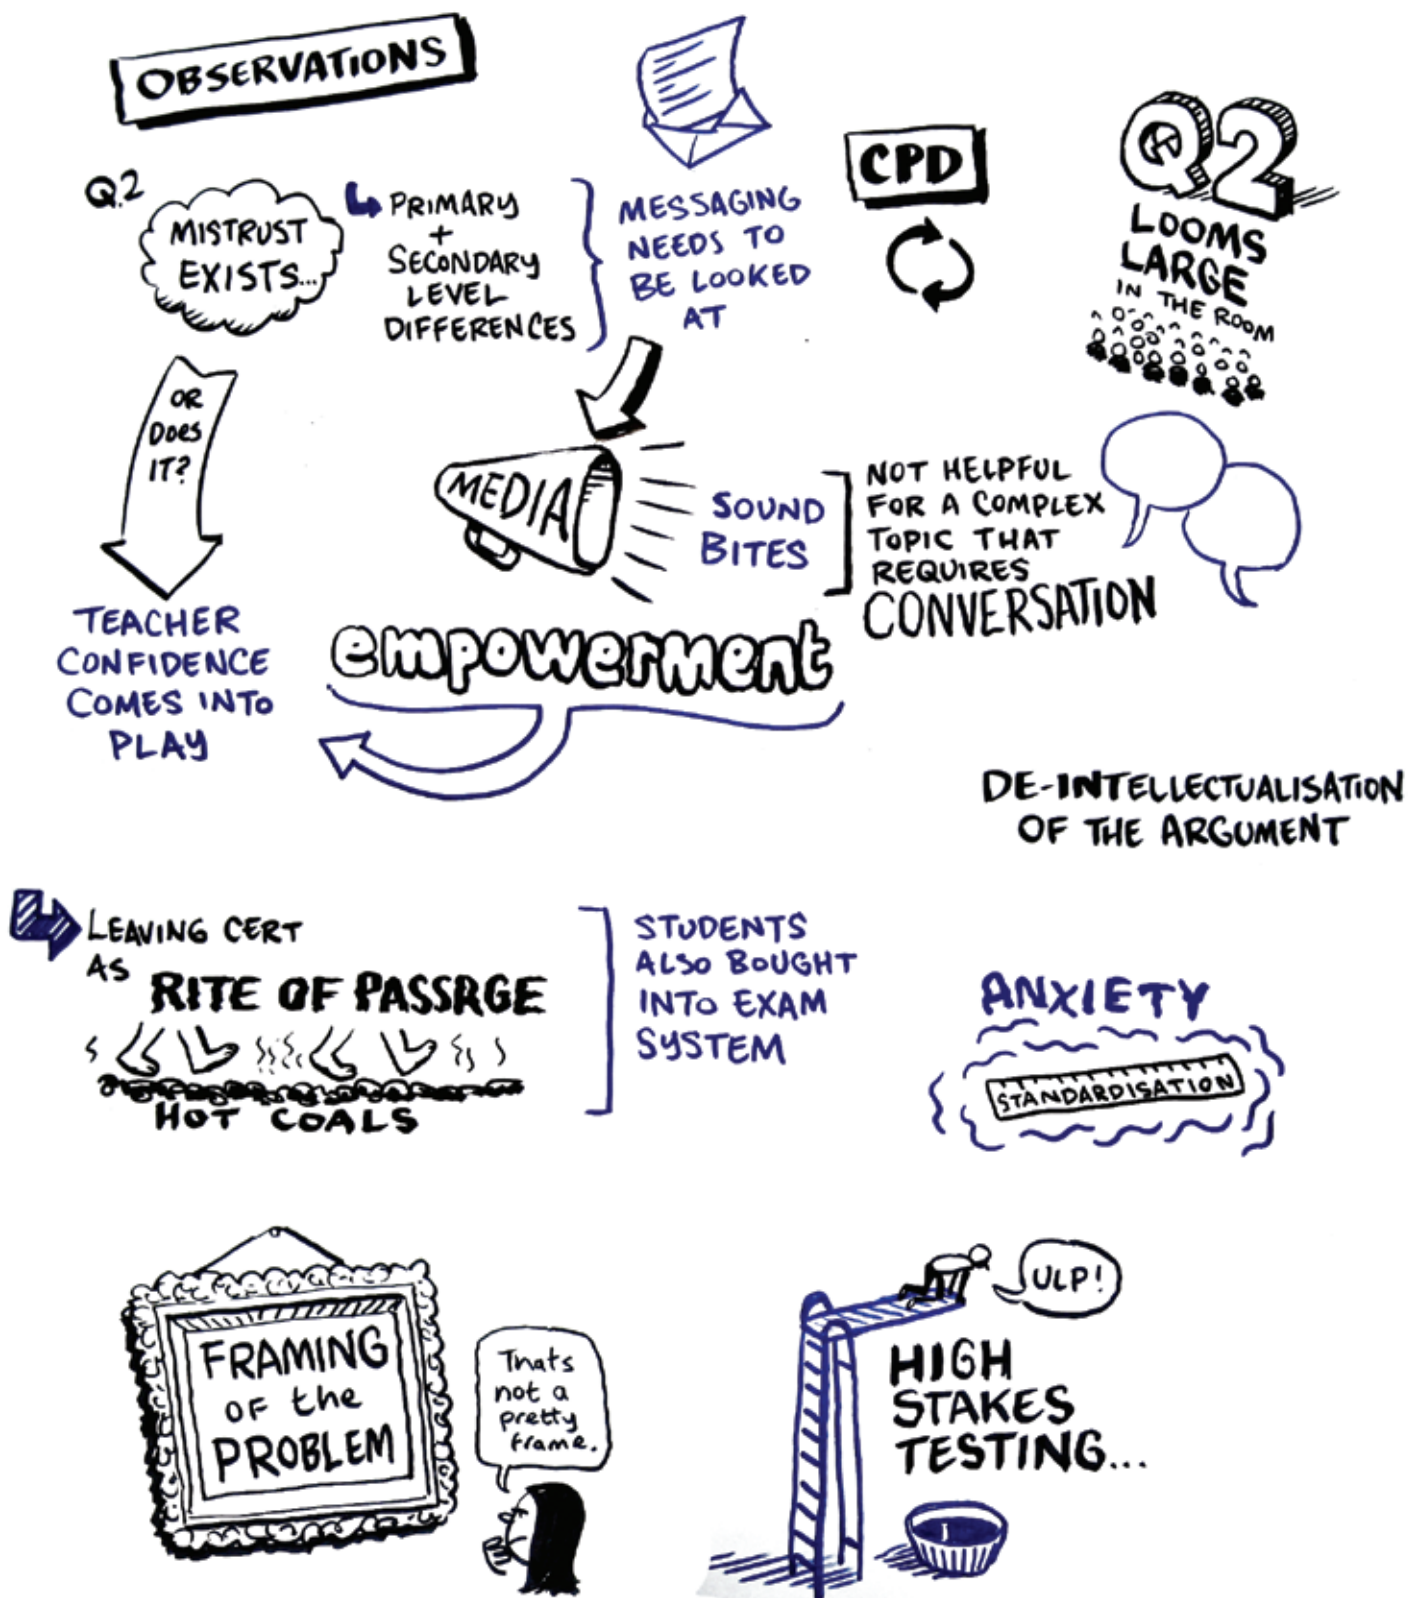 OBSERVATIONS
Q.2
MISTRUST
EXISTS...
PRIMARY
+
SECONDARY
LEVEL
DIFFERENCES
MESSAGING
NEEDS TO
BE LOOKED
AT
CPD
Q2
LOOMS
LARGE
IN THE ROOM
OR
DOES
IT?
TEACHER
CONFIDENCE
COMES INTO
PLAY
MEDIA
SOUND
BITES
NOT HELPFUL
FOR A COMPLEX
TOPIC THAT
REQUIRES
CONVERSATION
empowerment
DE-INTELLECTUALISATION
OF THE ARGUMENT
LEAVING CERT
AS
RITE OF PASSRGE
HOT COALS
STUDENTS
ALSO BOUGHT
INTO EXAM
SYSTEM
ANXIETY
STANDARDISATION
FRAMING
OF the
PROBLEM
Thats
not a
pretty
frame.
ULP!
HIGH
STAKES
TESTING...